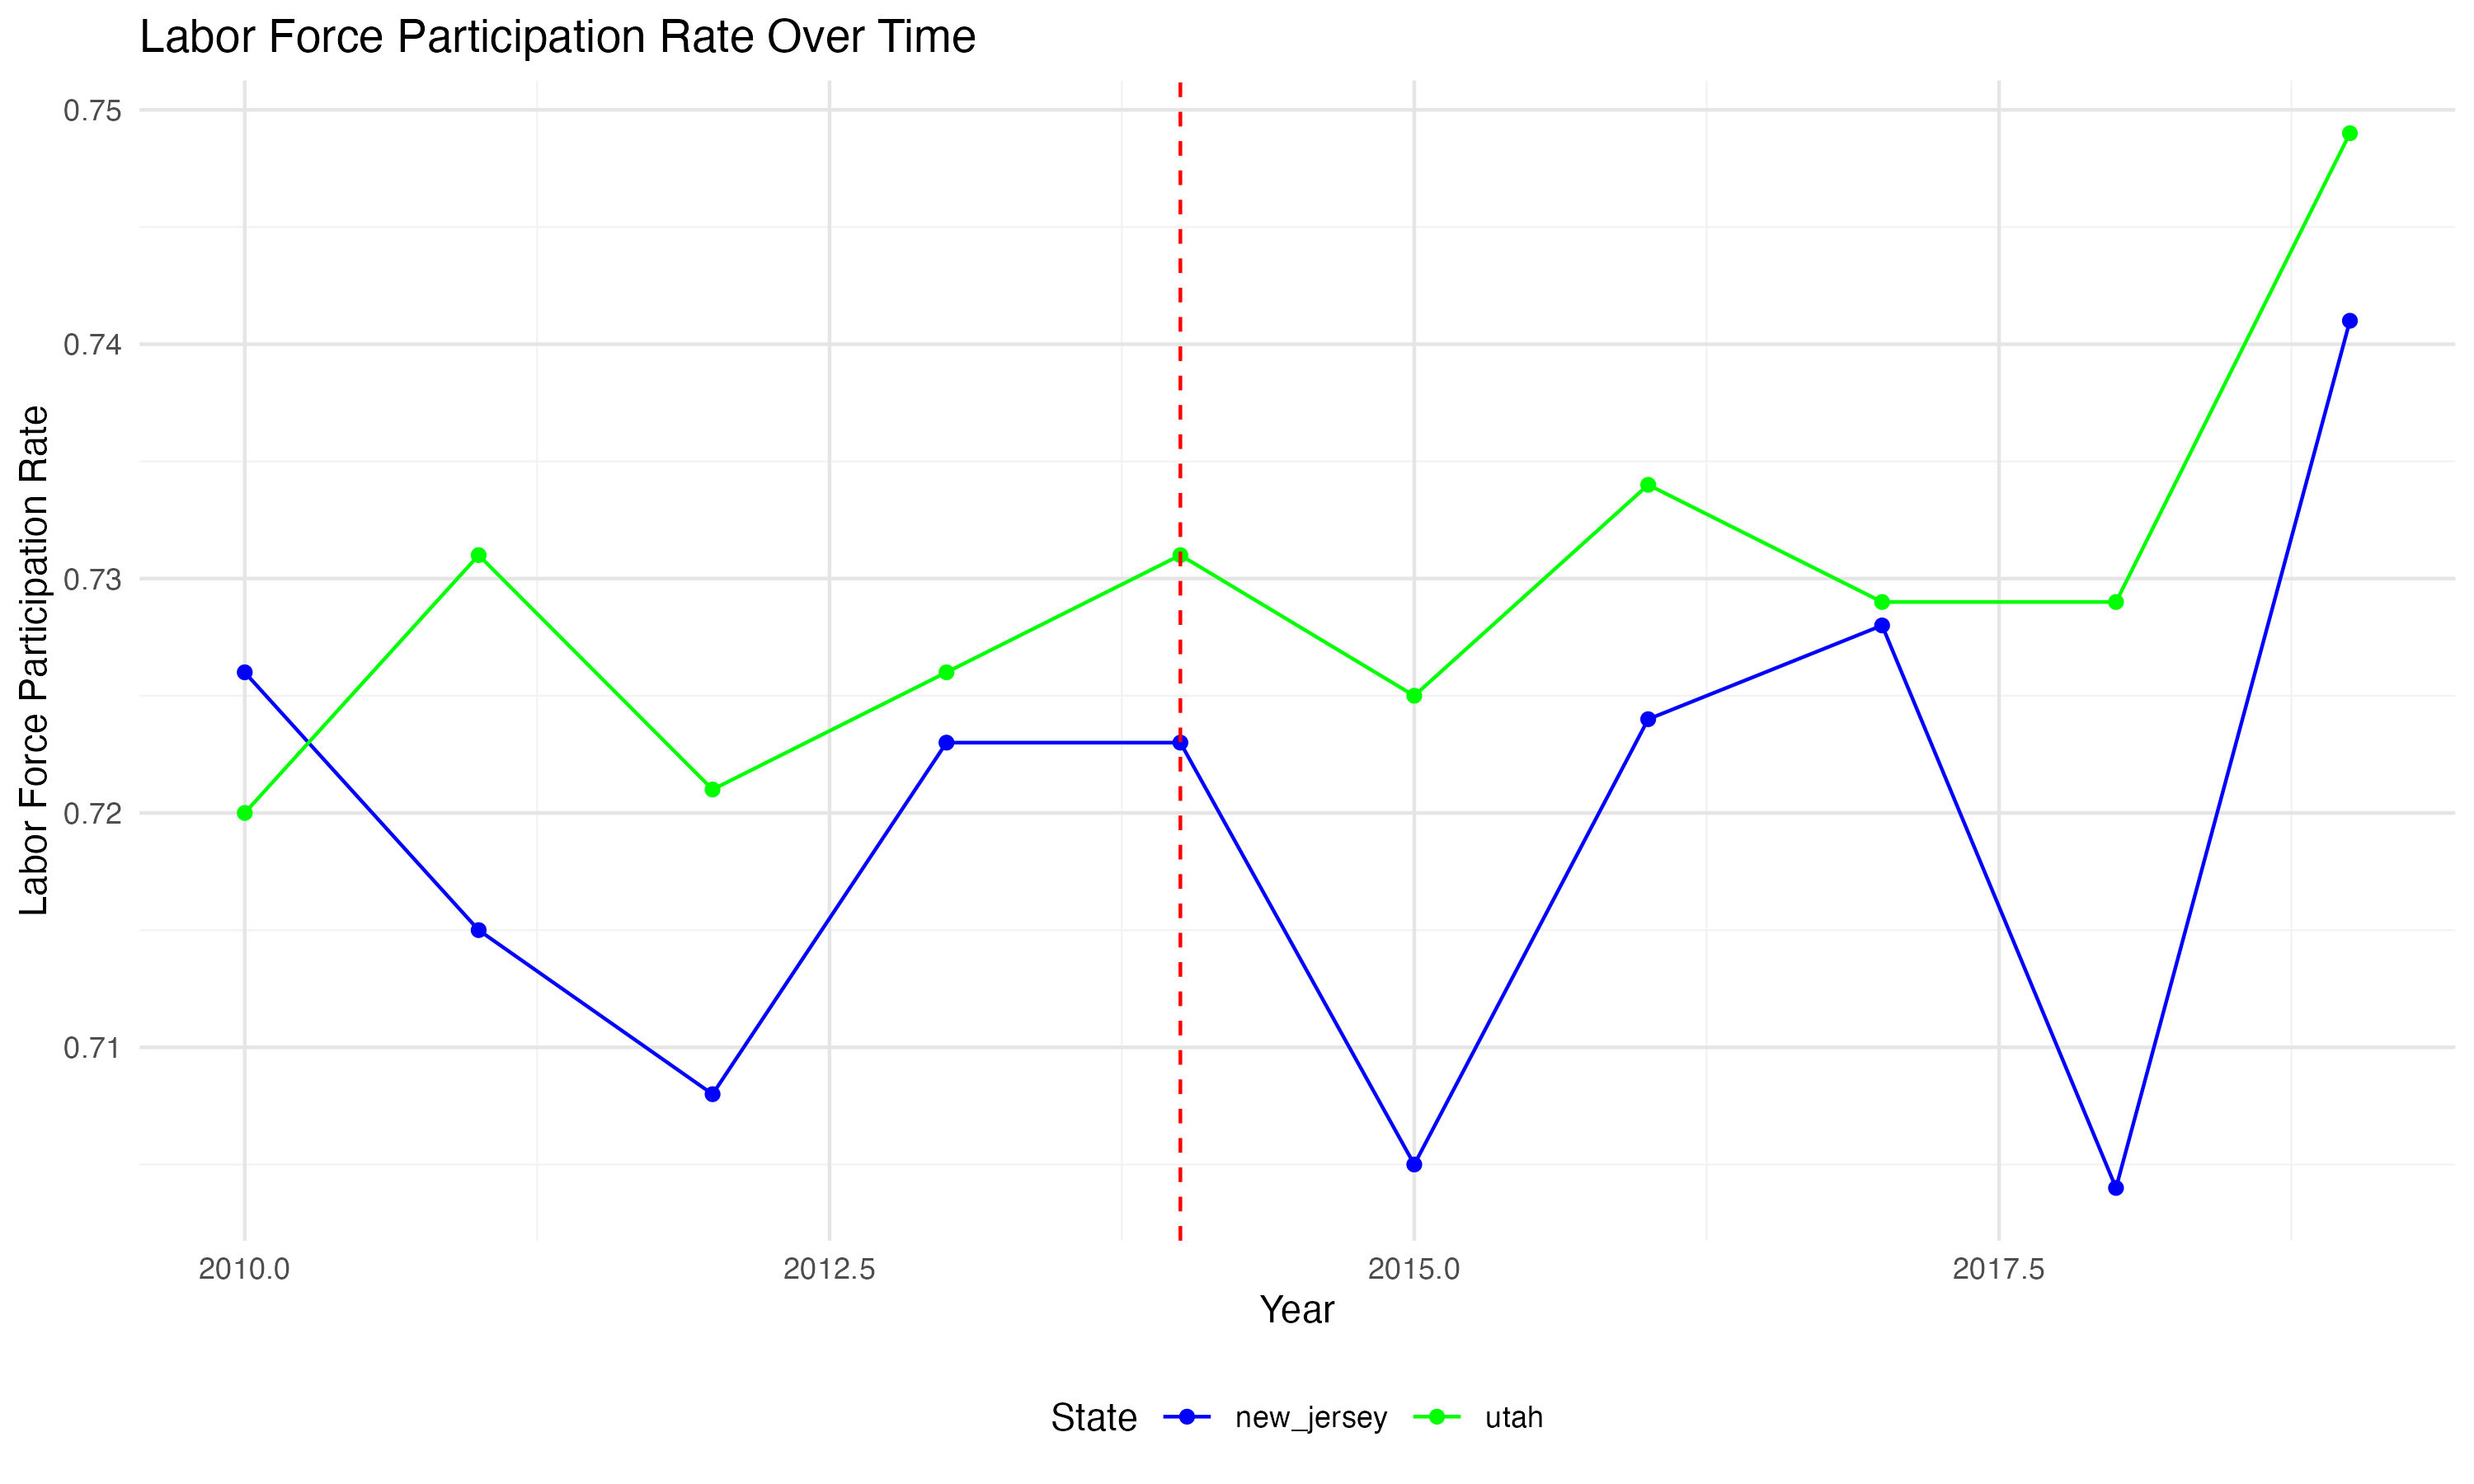 Labor Force Participation Rate Over Time
Labor Force Participation Rate
0.75
0.74
0.73
0.72
0.71
2010.0 2012.5 2015.0 2017.5
Year
State new_jersey utah